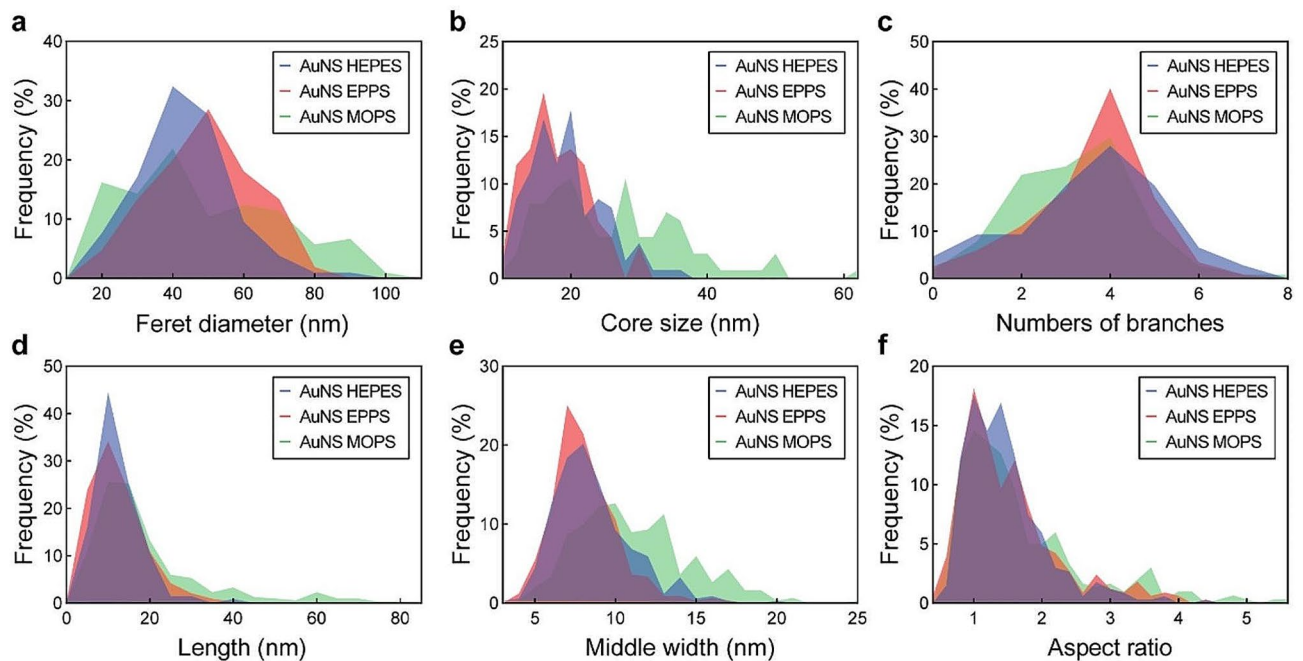 a
40
30
20
10
0
Frequency (%)
AuNS HEPES
AuNS EPPS
AuNS MOPS
20 40 60 80 100
Feret diameter (nm)
b
25
20
15
10
5
0
Frequency (%)
AuNS HEPES
AuNS EPPS
AuNS MOPS
20 40 60
Core size (nm)
c
50
40
30
20
10
0
Frequency (%)
AuNS HEPES
AuNS EPPS
AuNS MOPS
0 2 4 6 8
Numbers of branches
d
50
40
30
20
10
0
Frequency (%)
AuNS HEPES
AuNS EPPS
AuNS MOPS
0 20 40 60 80
Length (nm)
e
30
20
10
0
Frequency (%)
AuNS HEPES
AuNS EPPS
AuNS MOPS
5 10 15 20 25
Middle width (nm)
f
20
15
10
5
0
Frequency (%)
AuNS HEPES
AuNS EPPS
AuNS MOPS
1 2 3 4 5
Aspect ratio